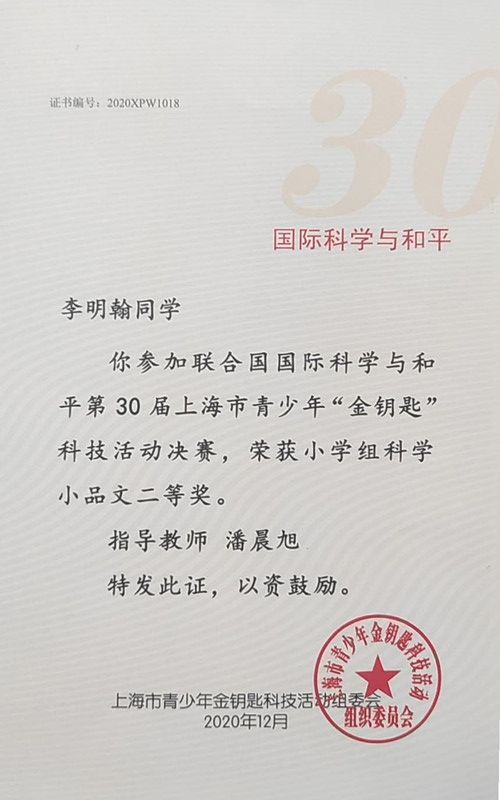 证书编号：2020XPW1018
30
国际科学与和平
李明翰同学
你参加联合国国际科学与和
平第30届上海市青少年“金钥匙”
科技活动决赛，荣获小学组科学
小品文二等奖。
指导教师 潘晨旭
特发此证，以资鼓励。
上海市青少年金钥匙科技活动组委会
2020年12月
上海市青少年金钥匙科技活动
组织委员会